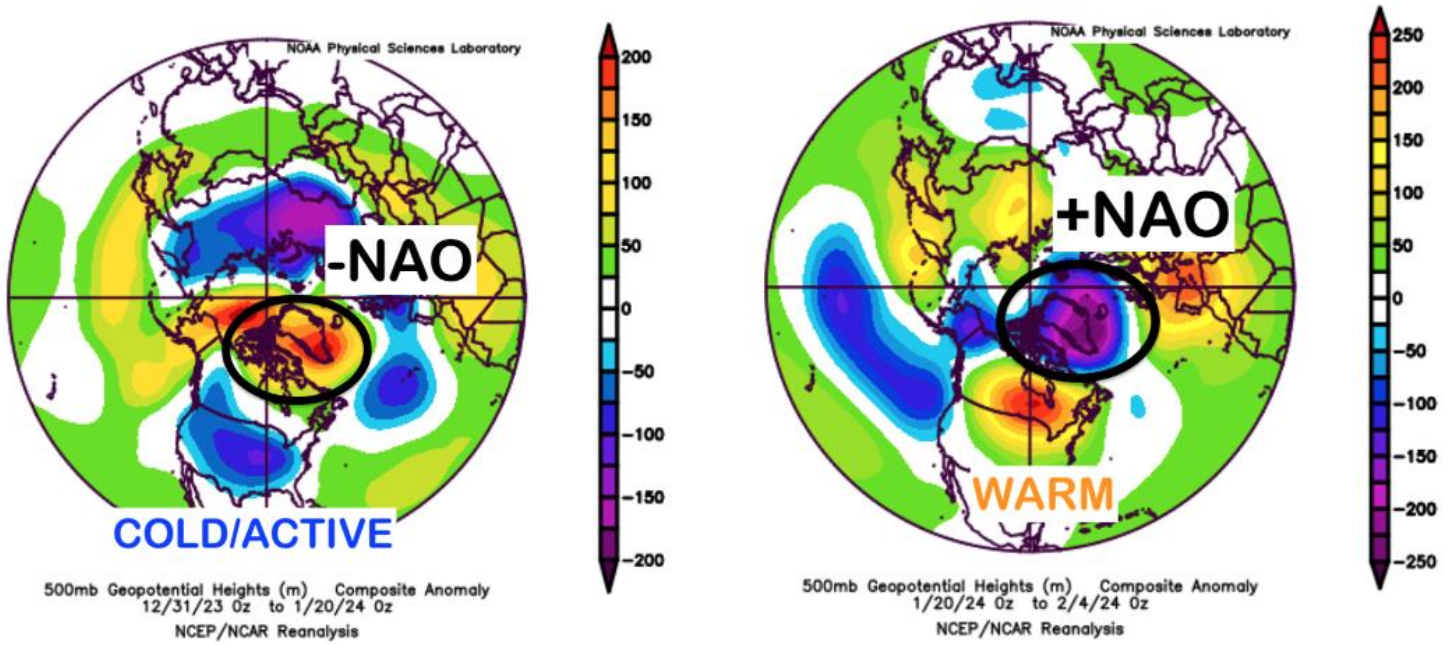 NOAA Physical Sciences Laboratory
-NAO
COLD/ACTIVE
200
150
100
50
0
-50
-100
-150
-200
500mb Geopotential Heights (m) Composite Anomaly
12/31/23 0z to 1/20/24 0z
NCEP/NCAR Reanalysis
NOAA Physical Sciences Laboratory
+NAO
WARM
250
200
150
100
50
0
-50
-100
-150
-200
-250
500mb Geopotential Heights (m) Composite Anomaly
1/20/24 0z to 2/4/24 0z
NCEP/NCAR Reanalysis